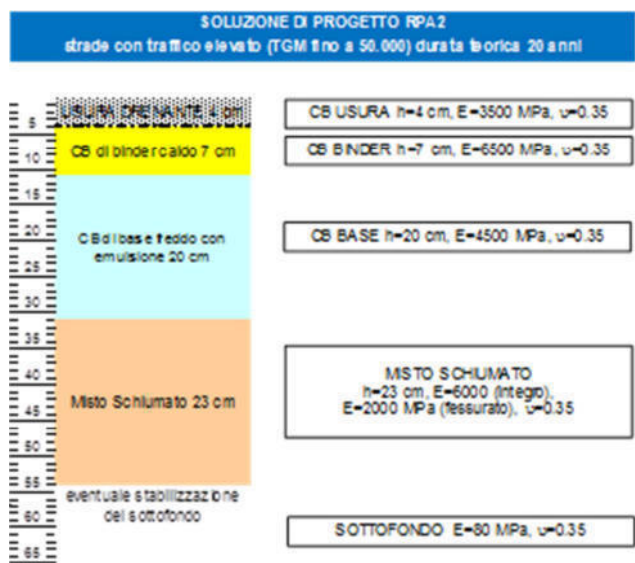 SOLUZIONE DI PROGETTO RPA2
strade con traffico elevato (TGM fino a 50.000) durata teorica 20 anni
USURA DRENANTE 4 cm
CB USURA h=4 cm, E=3500 MPa, υ=0.35
5
CB di binder caldo 7 cm
CB BINDER h=7 cm, E=6500 MPa, υ=0.35
10
15
20
CB di base freddo con
emulsione 20 cm
CB BASE h=20 cm, E=4500 MPa, υ=0.35
25
30
35
40
Misto Schiumato 23 cm
MISTO SCHIUMATO
h=23 cm, E=6000 (integro),
E=2000 MPa (fessurato), υ=0.35
45
50
55
eventuale stabilizzazione
del sottofondo
60
SOTTOFONDO E=80 MPa, υ=0.35
65